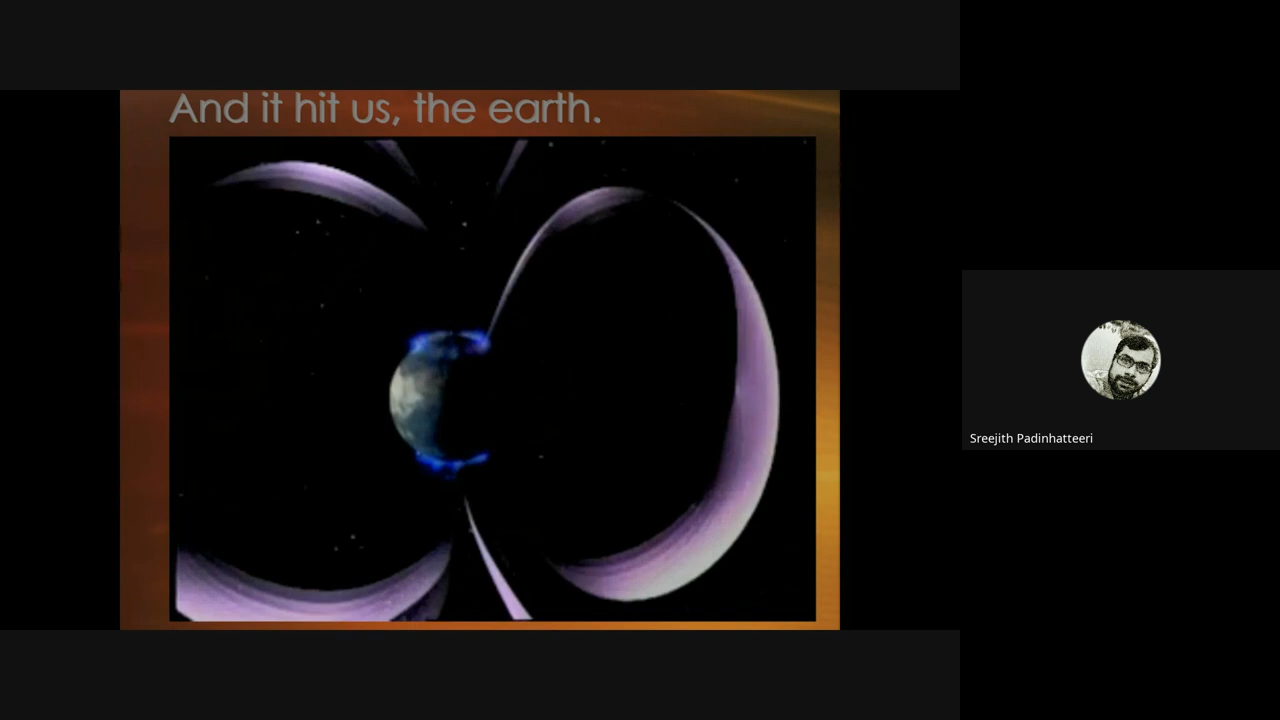 And it hit us, the earth.
Sreejith Padinhatteeri